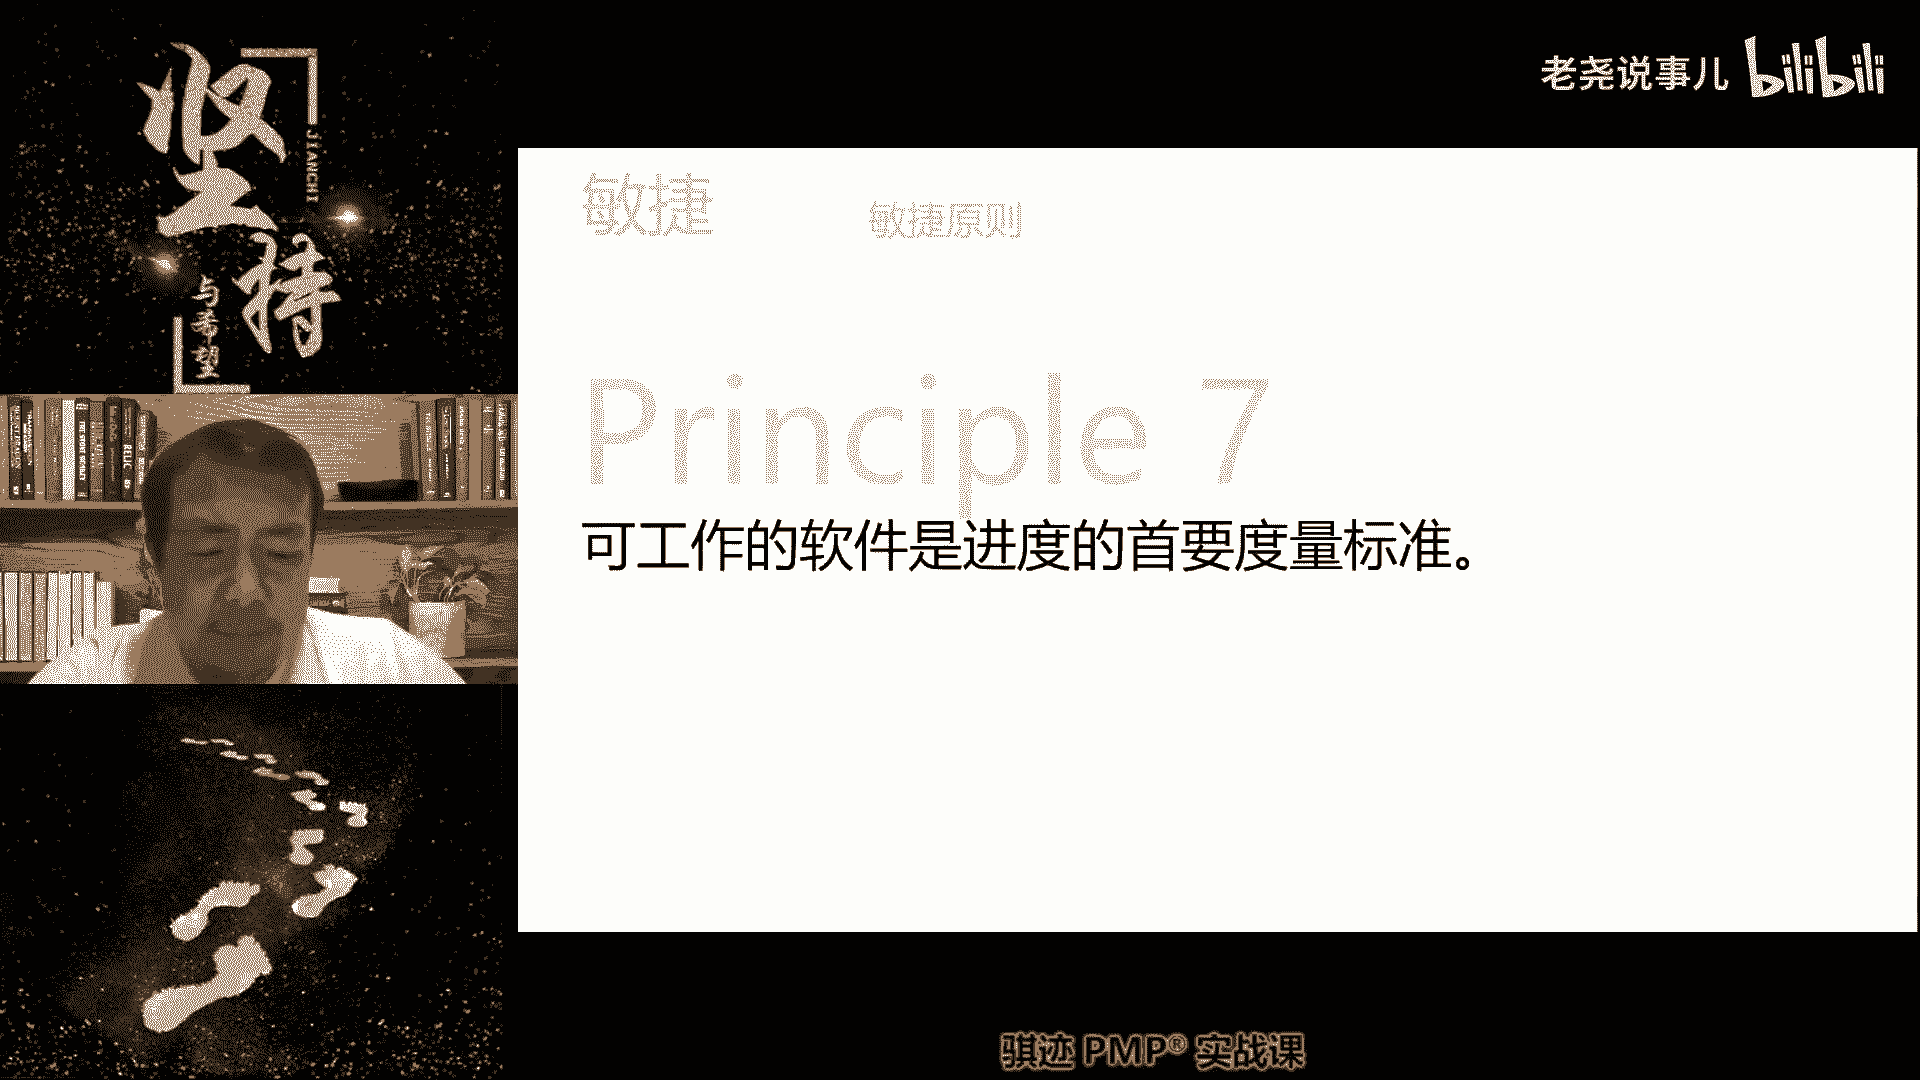 坚持
JIANCHI
与希望
老尧说事儿 bilibili
敏捷 敏捷原则
Principle 7
可工作的软件是进度的首要度量标准。
RELIC
骐迹 PMP® 实战课